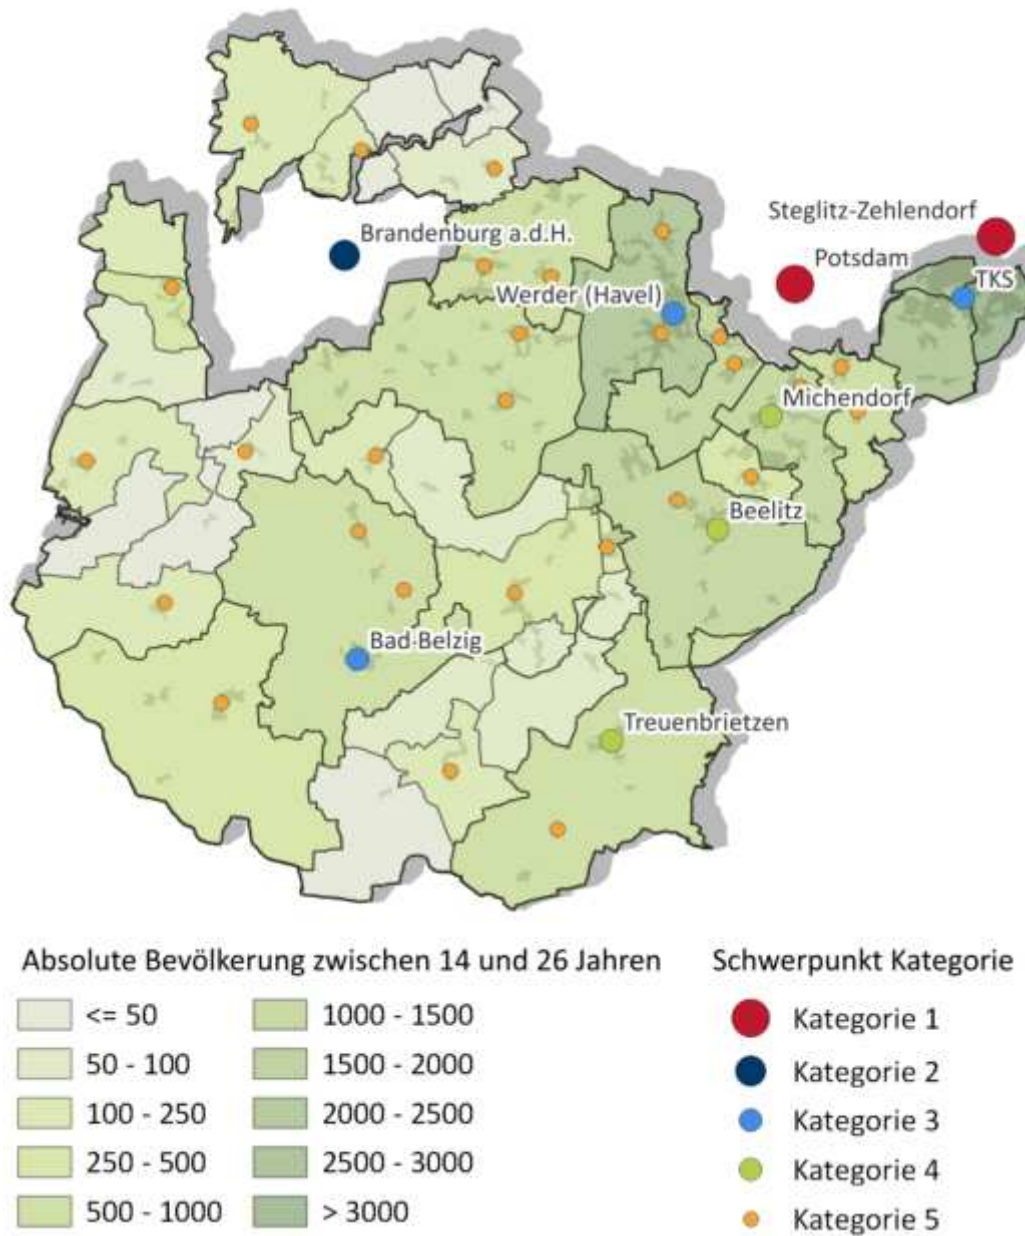 Steglitz-Zehlendorf
Brandenburg a.d.H.
Potsdam
TKS
Werder (Havel)
Michendorf
Beelitz
Bad-Belzig
Treuenbrietzen
Absolute Bevölkerung zwischen 14 und 26 Jahren
<= 50
50 - 100
100 - 250
250 - 500
500 - 1000
1000 - 1500
1500 - 2000
2000 - 2500
2500 - 3000
> 3000
Schwerpunkt Kategorie
Kategorie 1
Kategorie 2
Kategorie 3
Kategorie 4
Kategorie 5